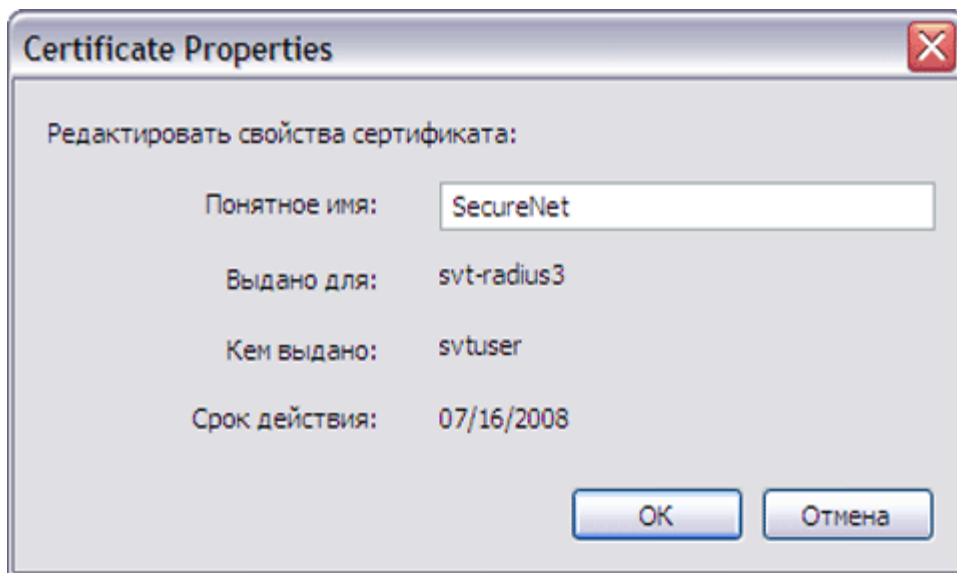 Certificate Properties
Редактировать свойства сертификата:
Понятное имя: SecureNet
Выдано для: svt-radius3
Кем выдано: svtuser
Срок действия: 07/16/2008
OK Отмена